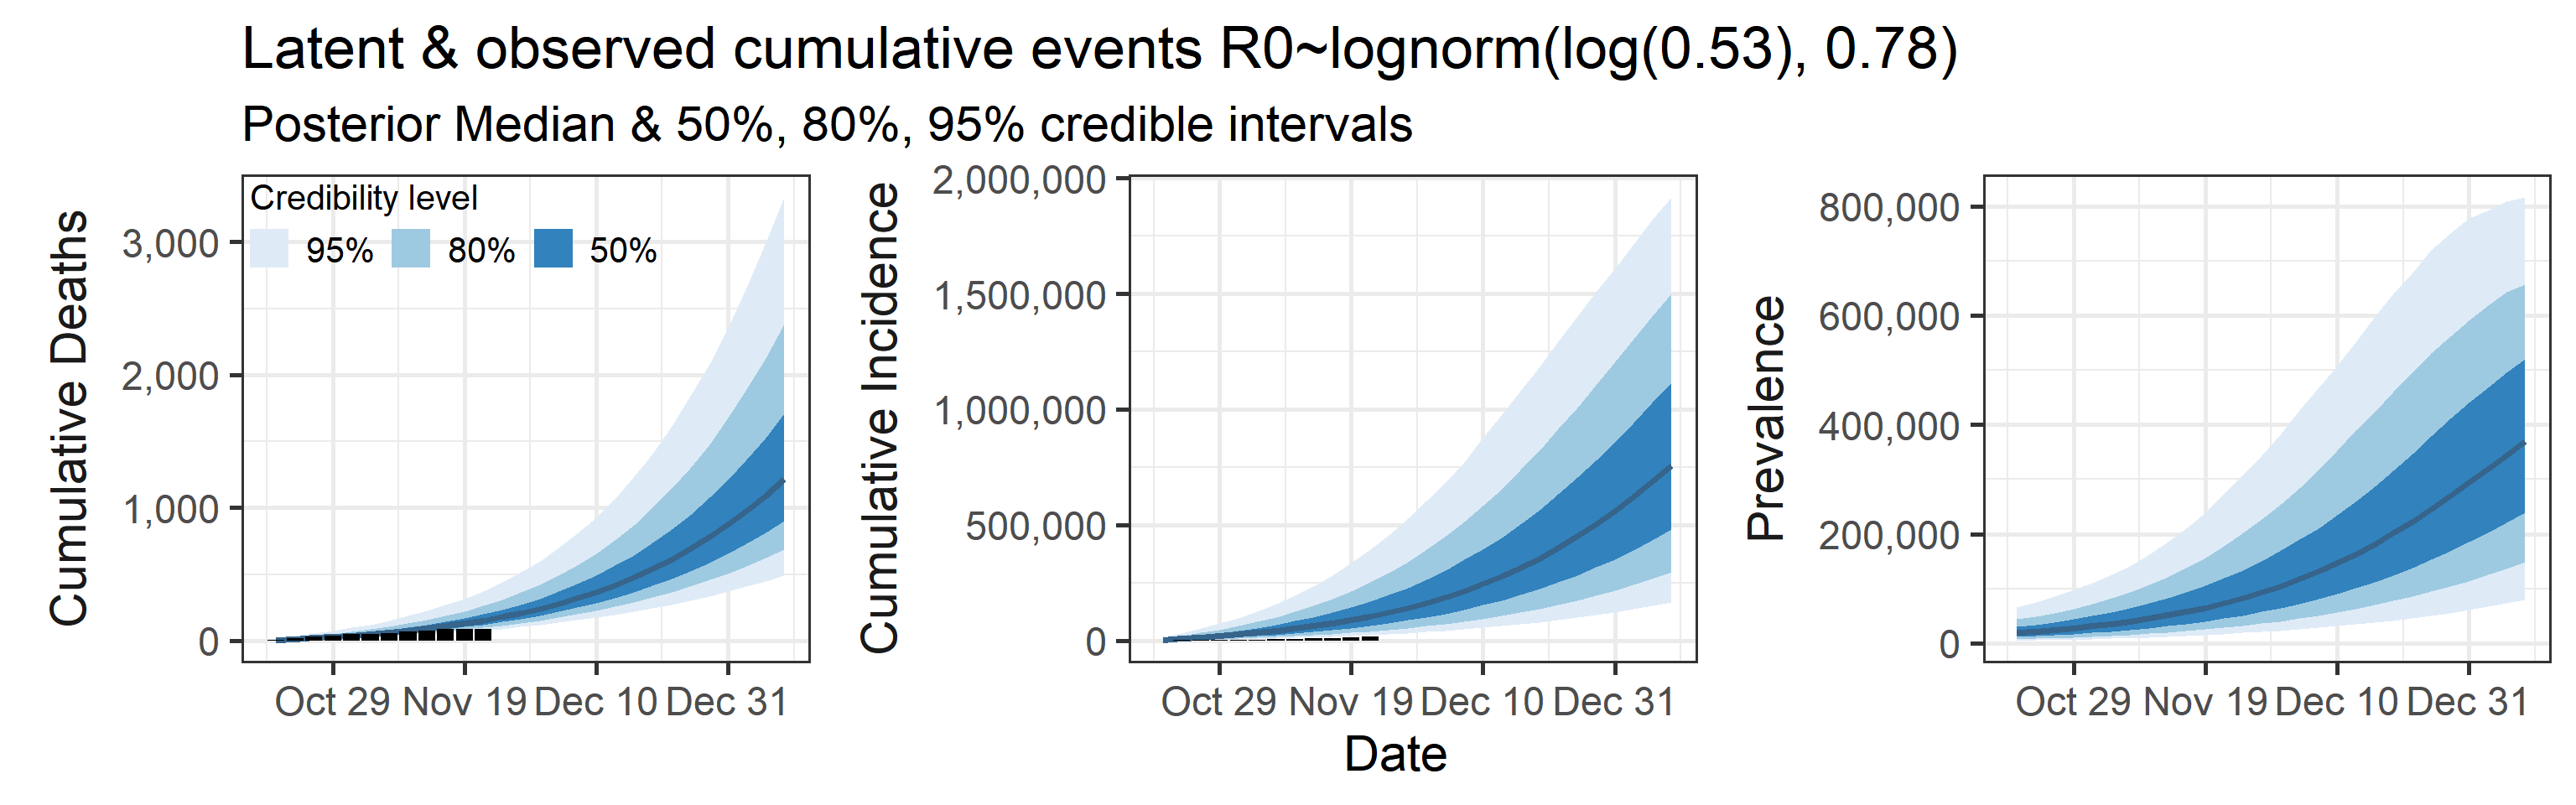 Latent & observed cumulative events R0~lognorm(log(0.53), 0.78)
Posterior Median & 50%, 80%, 95% credible intervals
Cumulative Deaths
3,000
2,000
1,000
0
Credibility level
95% 80% 50%
Oct 29 Nov 19 Dec 10 Dec 31
Cumulative Incidence
2,000,000
1,500,000
1,000,000
500,000
0
Oct 29 Nov 19 Dec 10 Dec 31
Prevalence
800,000
600,000
400,000
200,000
0
Oct 29 Nov 19 Dec 10 Dec 31
Date